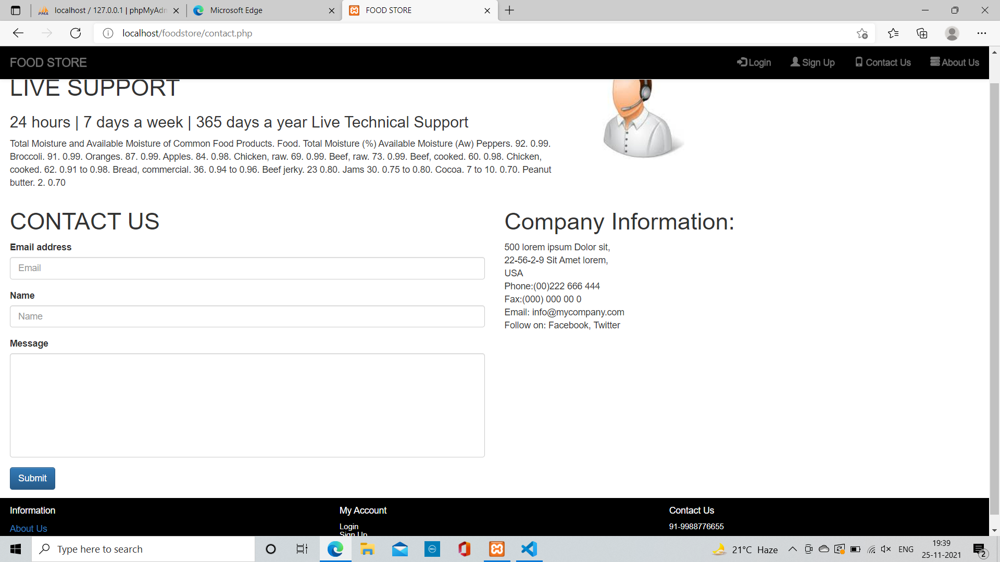 localhost / 127.0.0.1 | phpMyAdm
Microsoft Edge
FOOD STORE
localhost/foodstore/contact.php
FOOD STORE
Login
Sign Up
Contact Us
About Us
LIVE SUPPORT
24 hours | 7 days a week | 365 days a year Live Technical Support
Total Moisture and Available Moisture of Common Food Products. Food. Total Moisture (%) Available Moisture (Aw) Peppers. 92. 0.99.
Broccoli. 91. 0.99. Oranges. 87. 0.99. Apples. 84. 0.98. Chicken, raw. 69. 0.99. Beef, raw. 73. 0.99. Beef, cooked. 60. 0.98. Chicken,
cooked. 62. 0.91 to 0.98. Bread, commercial. 36. 0.94 to 0.96. Beef jerky. 23 0.80. Jams 30. 0.75 to 0.80. Cocoa. 7 to 10. 0.70. Peanut
butter. 2. 0.70
CONTACT US
Email address
Email
Name
Name
Message
Submit
Company Information:
500 lorem ipsum Dolor sit,
22-56-2-9 Sit Amet lorem,
USA
Phone:(00)222 666 444
Fax:(000) 000 00 0
Email: info@mycompany.com
Follow on: Facebook, Twitter
Information
About Us
My Account
Login
Sign Up
Contact Us
91-9988776655
Type here to search
21°C Haze
ENG
19:39
25-11-2021
2